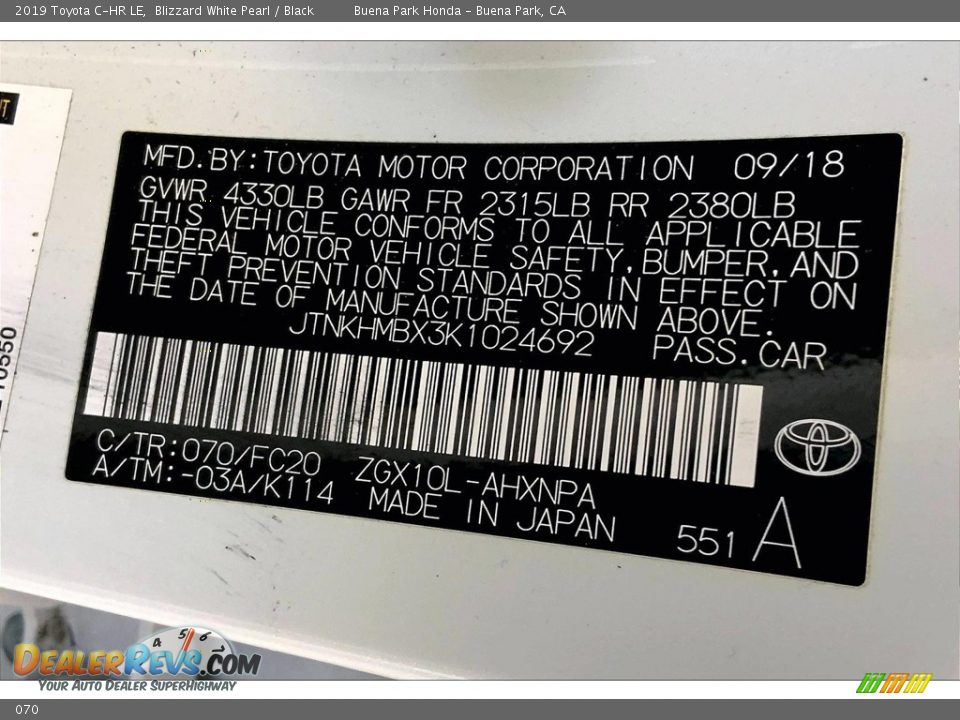 2019 Toyota C-HR LE,  Blizzard White Pearl / Black          Buena Park Honda – Buena Park, CA
MFD. BY: TOYOTA MOTOR CORPORATION 09/18
GVWR 4330LB GAWR FR 2315LB RR 2380LB
THIS VEHICLE CONFORMS TO ALL APPLICABLE
FEDERAL MOTOR VEHICLE SAFETY, BUMPER, AND
THEFT PREVENTION STANDARDS IN EFFECT ON
THE DATE OF MANUFACTURE SHOWN ABOVE.
JTNKHMBX3K1024692 PASS. CAR
C/TR: 070/FC20 ZGX10L-AHXNPA
A/TM: -03A/K114 MADE IN JAPAN
551 A
4 5 6
DEALERREVS.COM
YOUR AUTO DEALER SUPERHIGHWAY
070